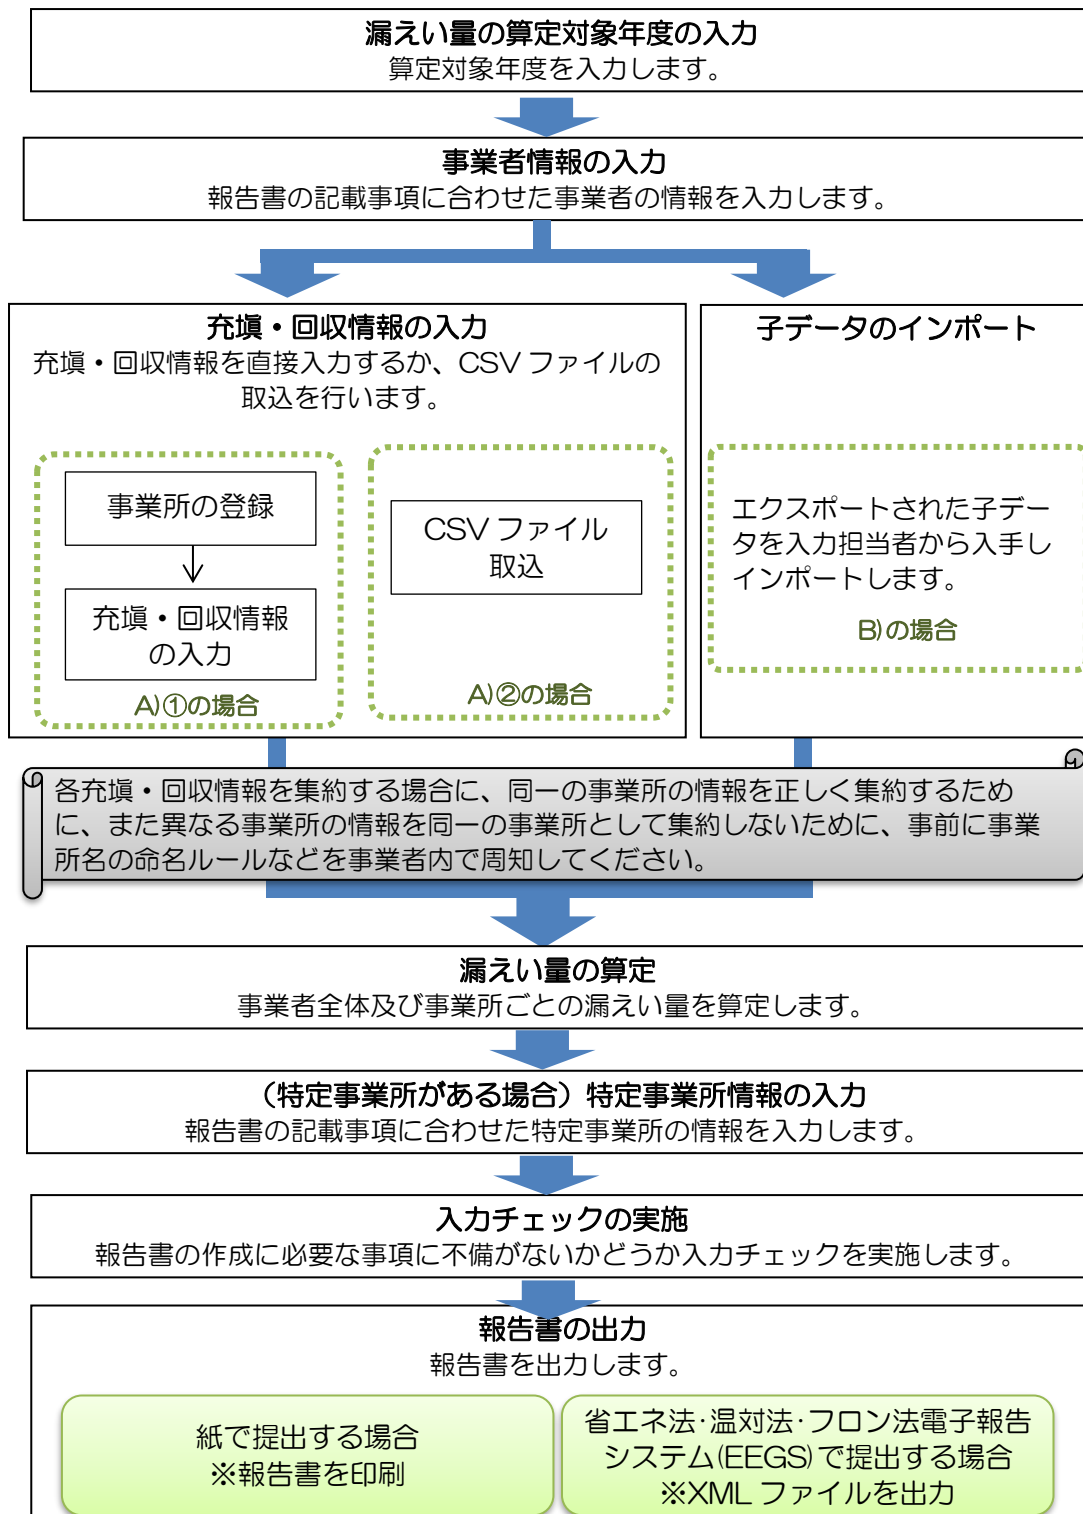 漏えい量の算定対象年度の入力
算定対象年度を入力します。
事業者情報の入力
報告書の記載事項に合わせた事業者の情報を入力します。
充塡・回収情報の入力
充塡・回収情報を直接入力するか、CSV ファイルの
取込を行います。
事業所の登録
充塡・回収情報
の入力
A)①の場合
CSV ファイル
取込
A)②の場合
子データのインポート
エクスポートされた子デー
タを入力担当者から入手し
インポートします。
B)の場合
各充塡・回収情報を集約する場合に、同一の事業所の情報を正しく集約するため
に、また異なる事業所の情報を同一の事業所として集約しないために、事前に事業
所名の命名ルールなどを事業者内で周知してください。
漏えい量の算定
事業者全体及び事業所ごとの漏えい量を算定します。
（特定事業所がある場合）特定事業所情報の入力
報告書の記載事項に合わせた特定事業所の情報を入力します。
入力チェックの実施
報告書の作成に必要な事項に不備がないかどうか入力チェックを実施します。
報告書の出力
報告書を出力します。
紙で提出する場合
※報告書を印刷
省エネ法･温対法･フロン法電子報告
システム(EEGS)で提出する場合
※XML ファイルを出力